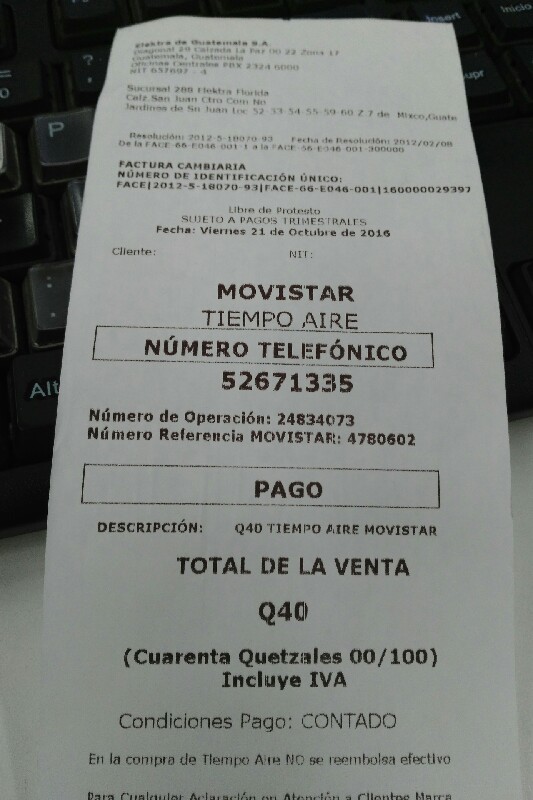 Elektra de Guatemala S.A.
Diagonal 29 Calzada La Paz 00 22 Zona 17
Guatemala, Guatemala
Oficinas Centrales PBX 2324 6000
NIT 657697 - 4
Sucursal 288 Elektra Florida
Calz.San Juan Ctro Com No
Jardines de Sn Juan Loc 52-53-54-55-59-60 Z 7 de Mixco,Guate
Resolución: 2012-5-18070-93 Fecha de Resolución: 2012/02/08
De la FACE-66-E046-001-1 a la FACE-66-E046-001-300000
FACTURA CAMBIARIA
NÚMERO DE IDENTIFICACIÓN ÚNICO:
FACE|2012-5-18070-93|FACE-66-E046-001|160000029397
Libre de Protesto
SUJETO A PAGOS TRIMESTRALES
Fecha: Viernes 21 de Octubre de 2016
Cliente: NIT:
MOVISTAR
TIEMPO AIRE
NÚMERO TELEFÓNICO
52671335
Número de Operación: 24834073
Número Referencia MOVISTAR: 4780602
PAGO
DESCRIPCIÓN: Q40 TIEMPO AIRE MOVISTAR
TOTAL DE LA VENTA
Q40
(Cuarenta Quetzales 00/100)
Incluye IVA
Condiciones Pago: CONTADO
En la compra de Tiempo Aire NO se reembolsa efectivo
Para Cualquier Aclaración en Atención a Clientes Marca
P
Alt
Insert
Inicio